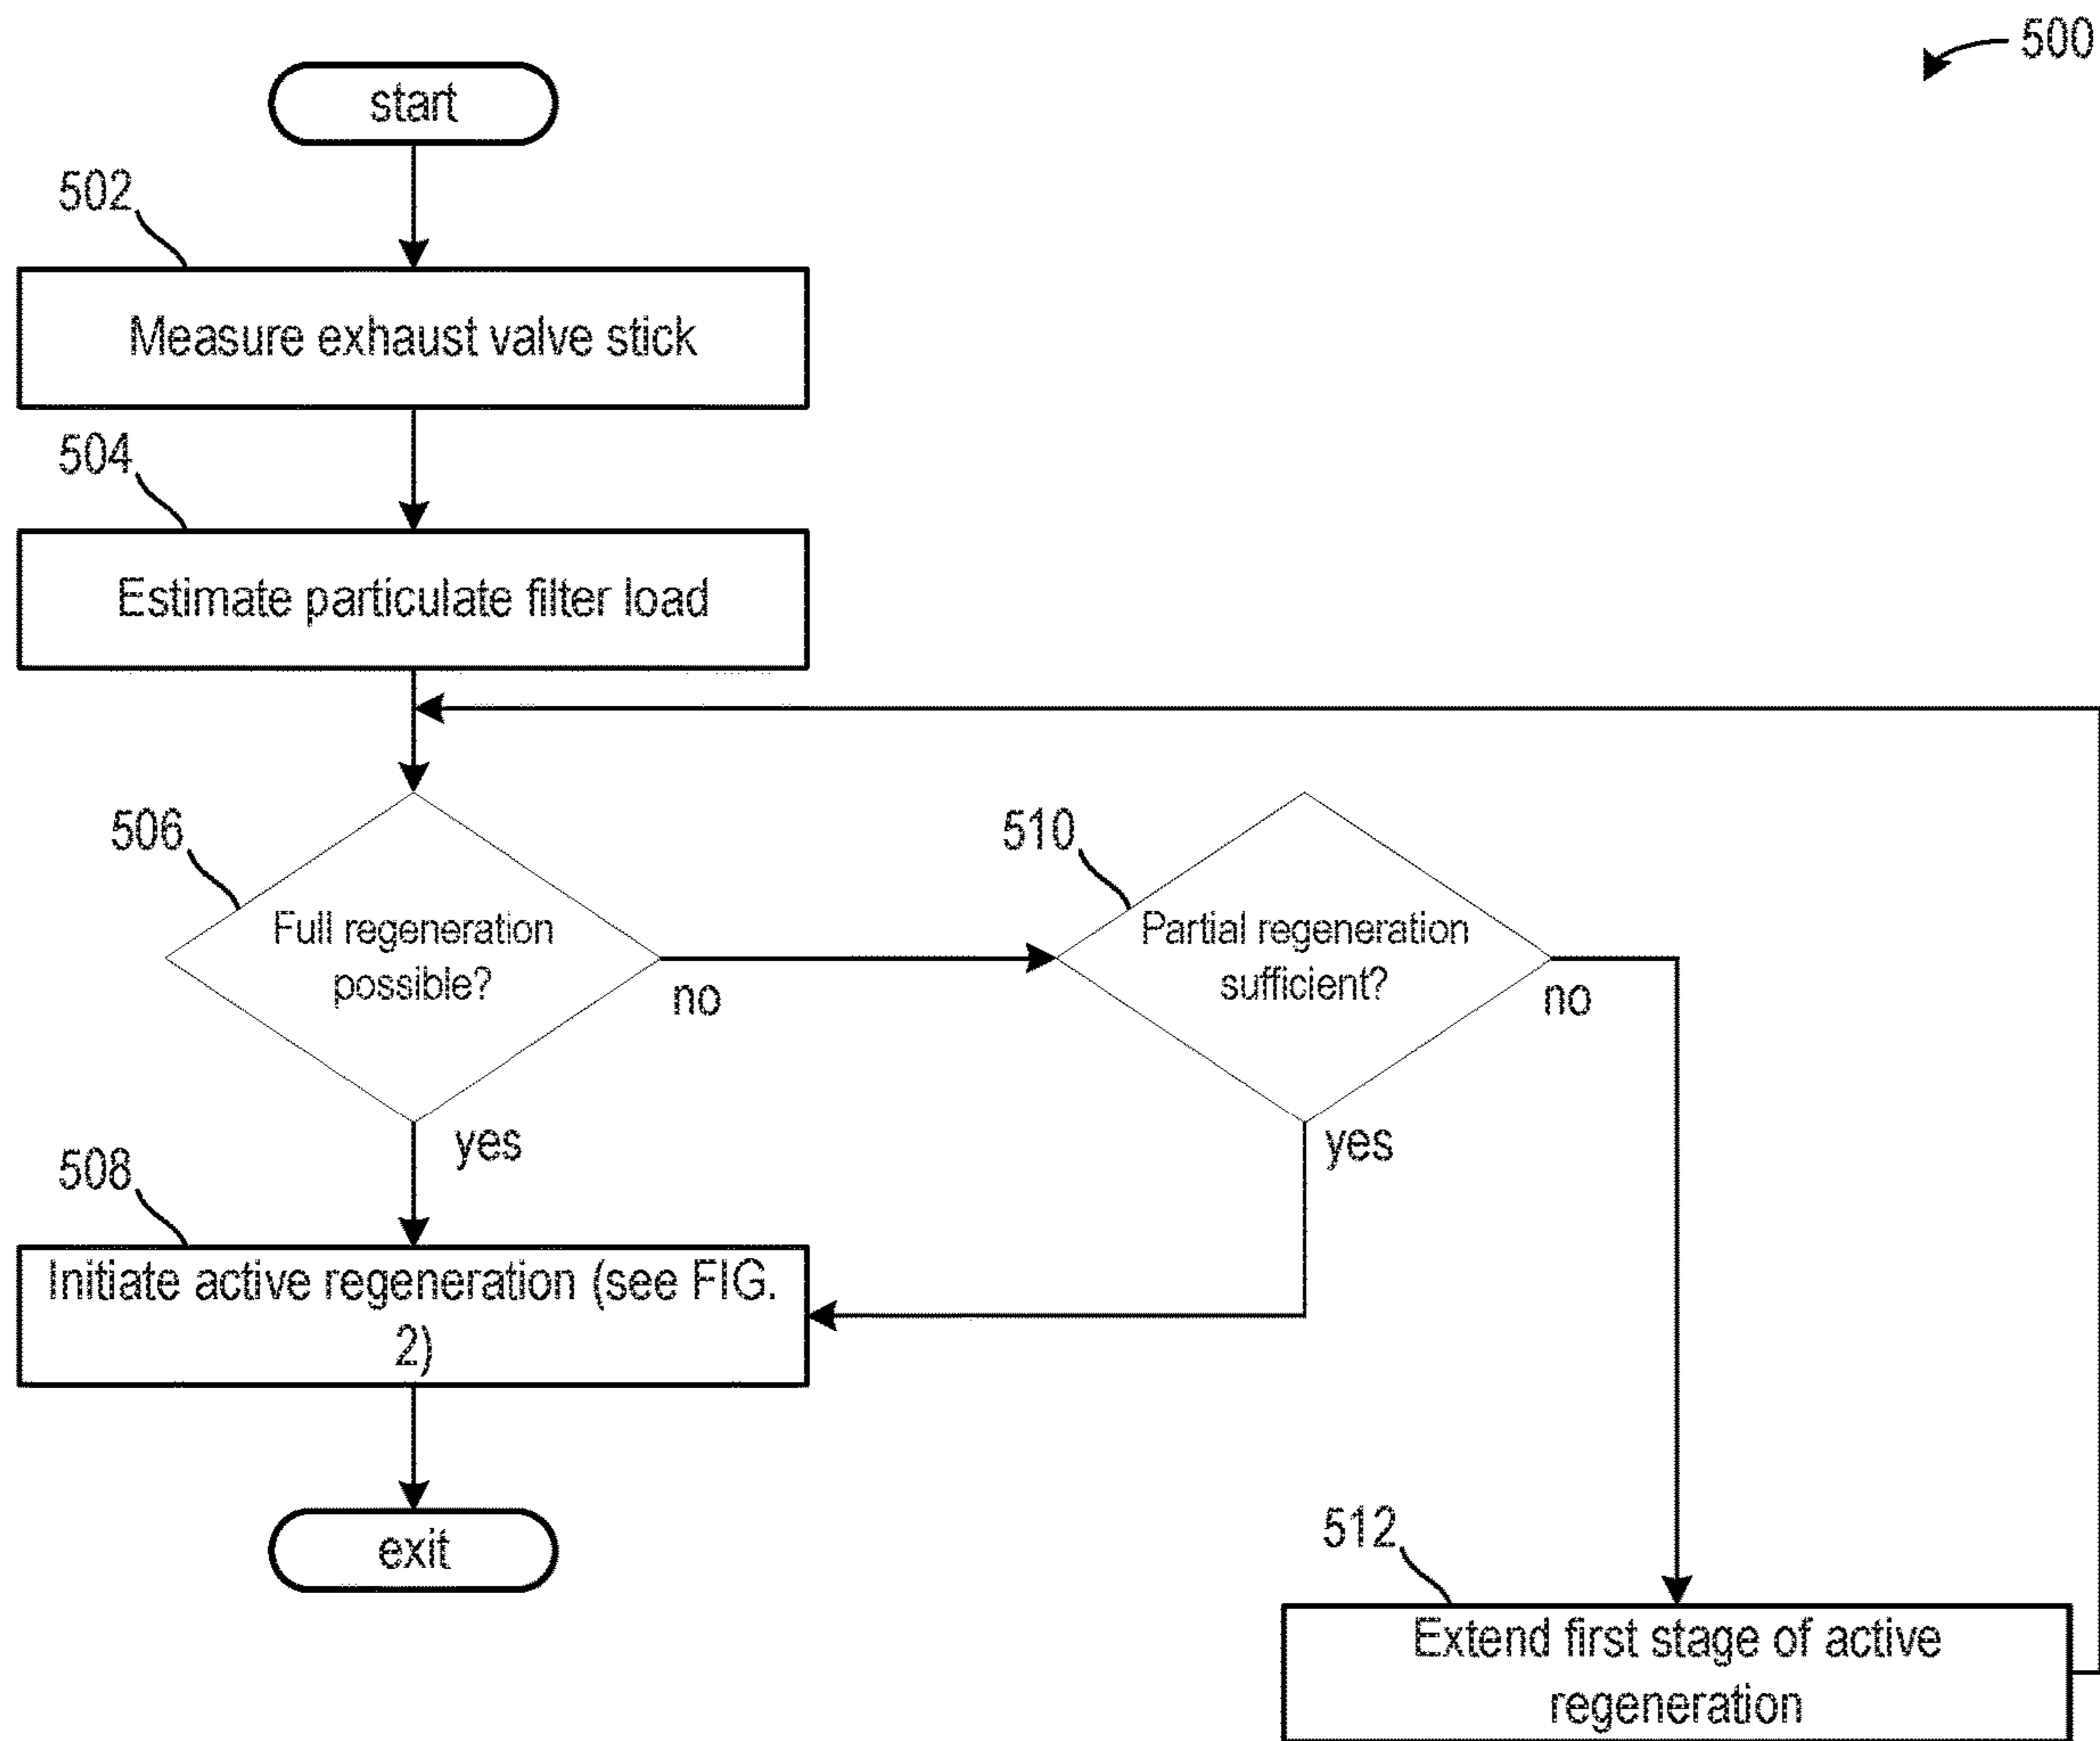 500
start
502
Measure exhaust valve stick
504
Estimate particulate filter load
506
Full regeneration
possible?
no
yes
510
Partial regeneration
sufficient?
no
yes
508
Initiate active regeneration (see FIG.
2)
exit
512
Extend first stage of active
regeneration